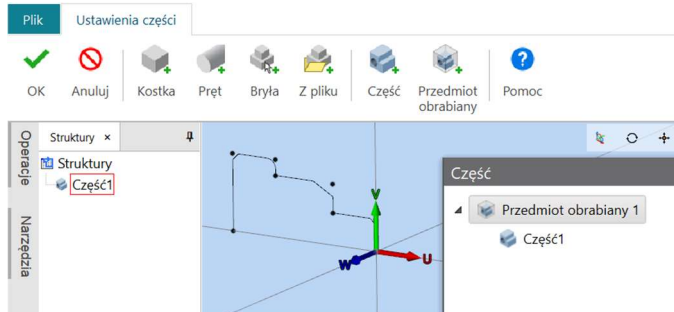 Plik Ustawienia części
OK Anuluj Kostka Pręt Bryła Z pliku Część Przedmiot obrabiany Pomoc
Operacje
Narzędzia
Struktury ×
Struktury
Część1
V
U
W
Część
Przedmiot obrabiany 1
Część1